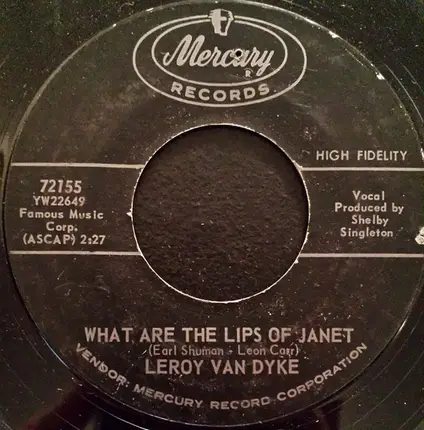 Mercury
R
RECORDS
HIGH FIDELITY
72155
YW22649
Famous Music
Corp.
(ASCAP) 2:27
Vocal
Produced by
Shelby
Singleton
WHAT ARE THE LIPS OF JANET
(Earl Shuman - Leon Carr)
LEROY VAN DYKE
VENDOR: MERCURY RECORD CORPORATION